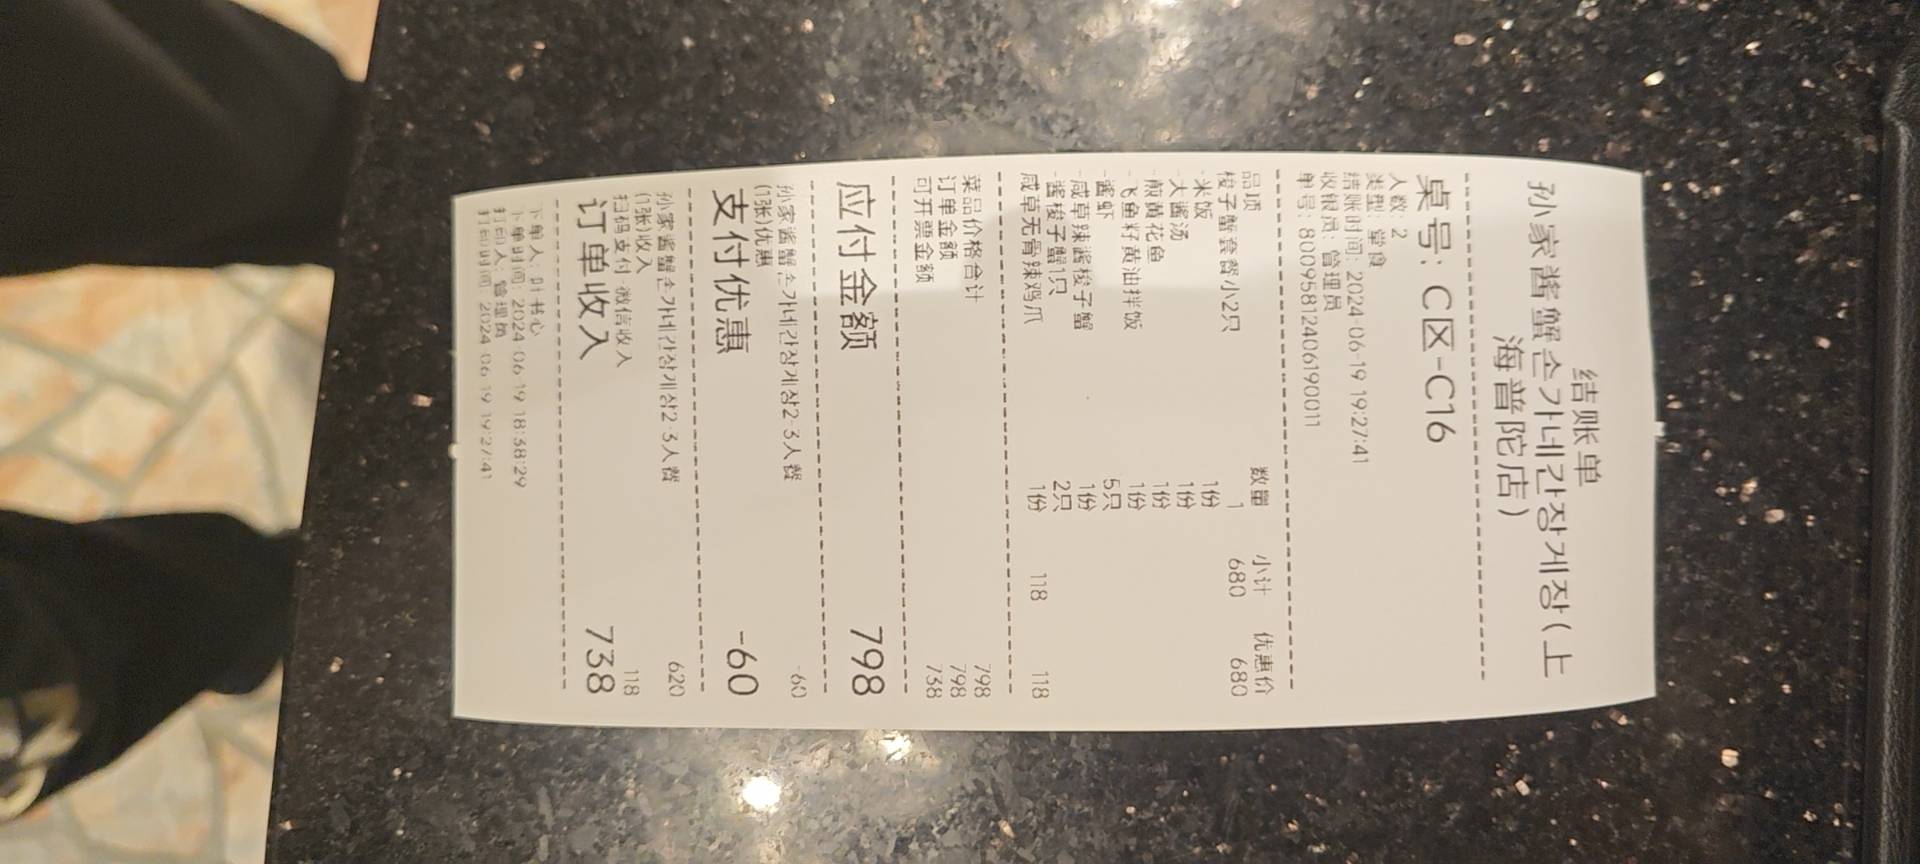 结账单
孙家酱蟹손가네간장게장(上
海普陀店)
桌号: C区-C16
人数: 2
类型: 堂食
结账时间: 2024-06-19 19:27:41
收银员: 管理员
单号: 80095812406190011
品项 数量 小计 优惠价
梭子蟹套餐小2只 1 680 680
-米饭 1份
-大酱汤 1份
-煎黄花鱼 1份
-飞鱼籽黄油拌饭 1份
-酱虾 5只
-咸草辣酱梭子蟹 1份
-酱梭子蟹1只 2只
咸草无骨辣鸡爪 1份 118 118
菜品价格合计 798
订单金额 798
可开票金额 738
应付金额 798
孙家酱蟹손가네간장게장2-3人餐 -60
(1张)优惠
支付优惠 -60
孙家酱蟹손가네간장게장2-3人餐 620
(1张)收入
扫码支付-微信收入 118
订单收入 738
下单人: 叶书心
下单时间: 2024-06-19 18:38:29
打印人: 管理员
打印时间: 2024-06-19 19:27:41